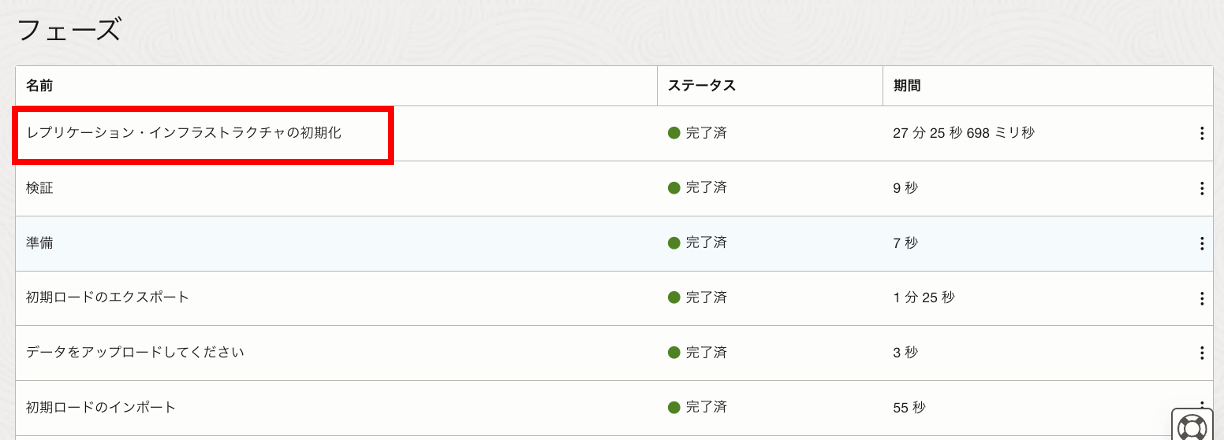 フェーズ
名前 ステータス 期間
レプリケーション・インフラストラクチャの初期化 完了済 27 分 25 秒 698 ミリ秒
検証 完了済 9 秒
準備 完了済 7 秒
初期ロードのエクスポート 完了済 1 分 25 秒
データをアップロードしてください 完了済 3 秒
初期ロードのインポート 完了済 55 秒